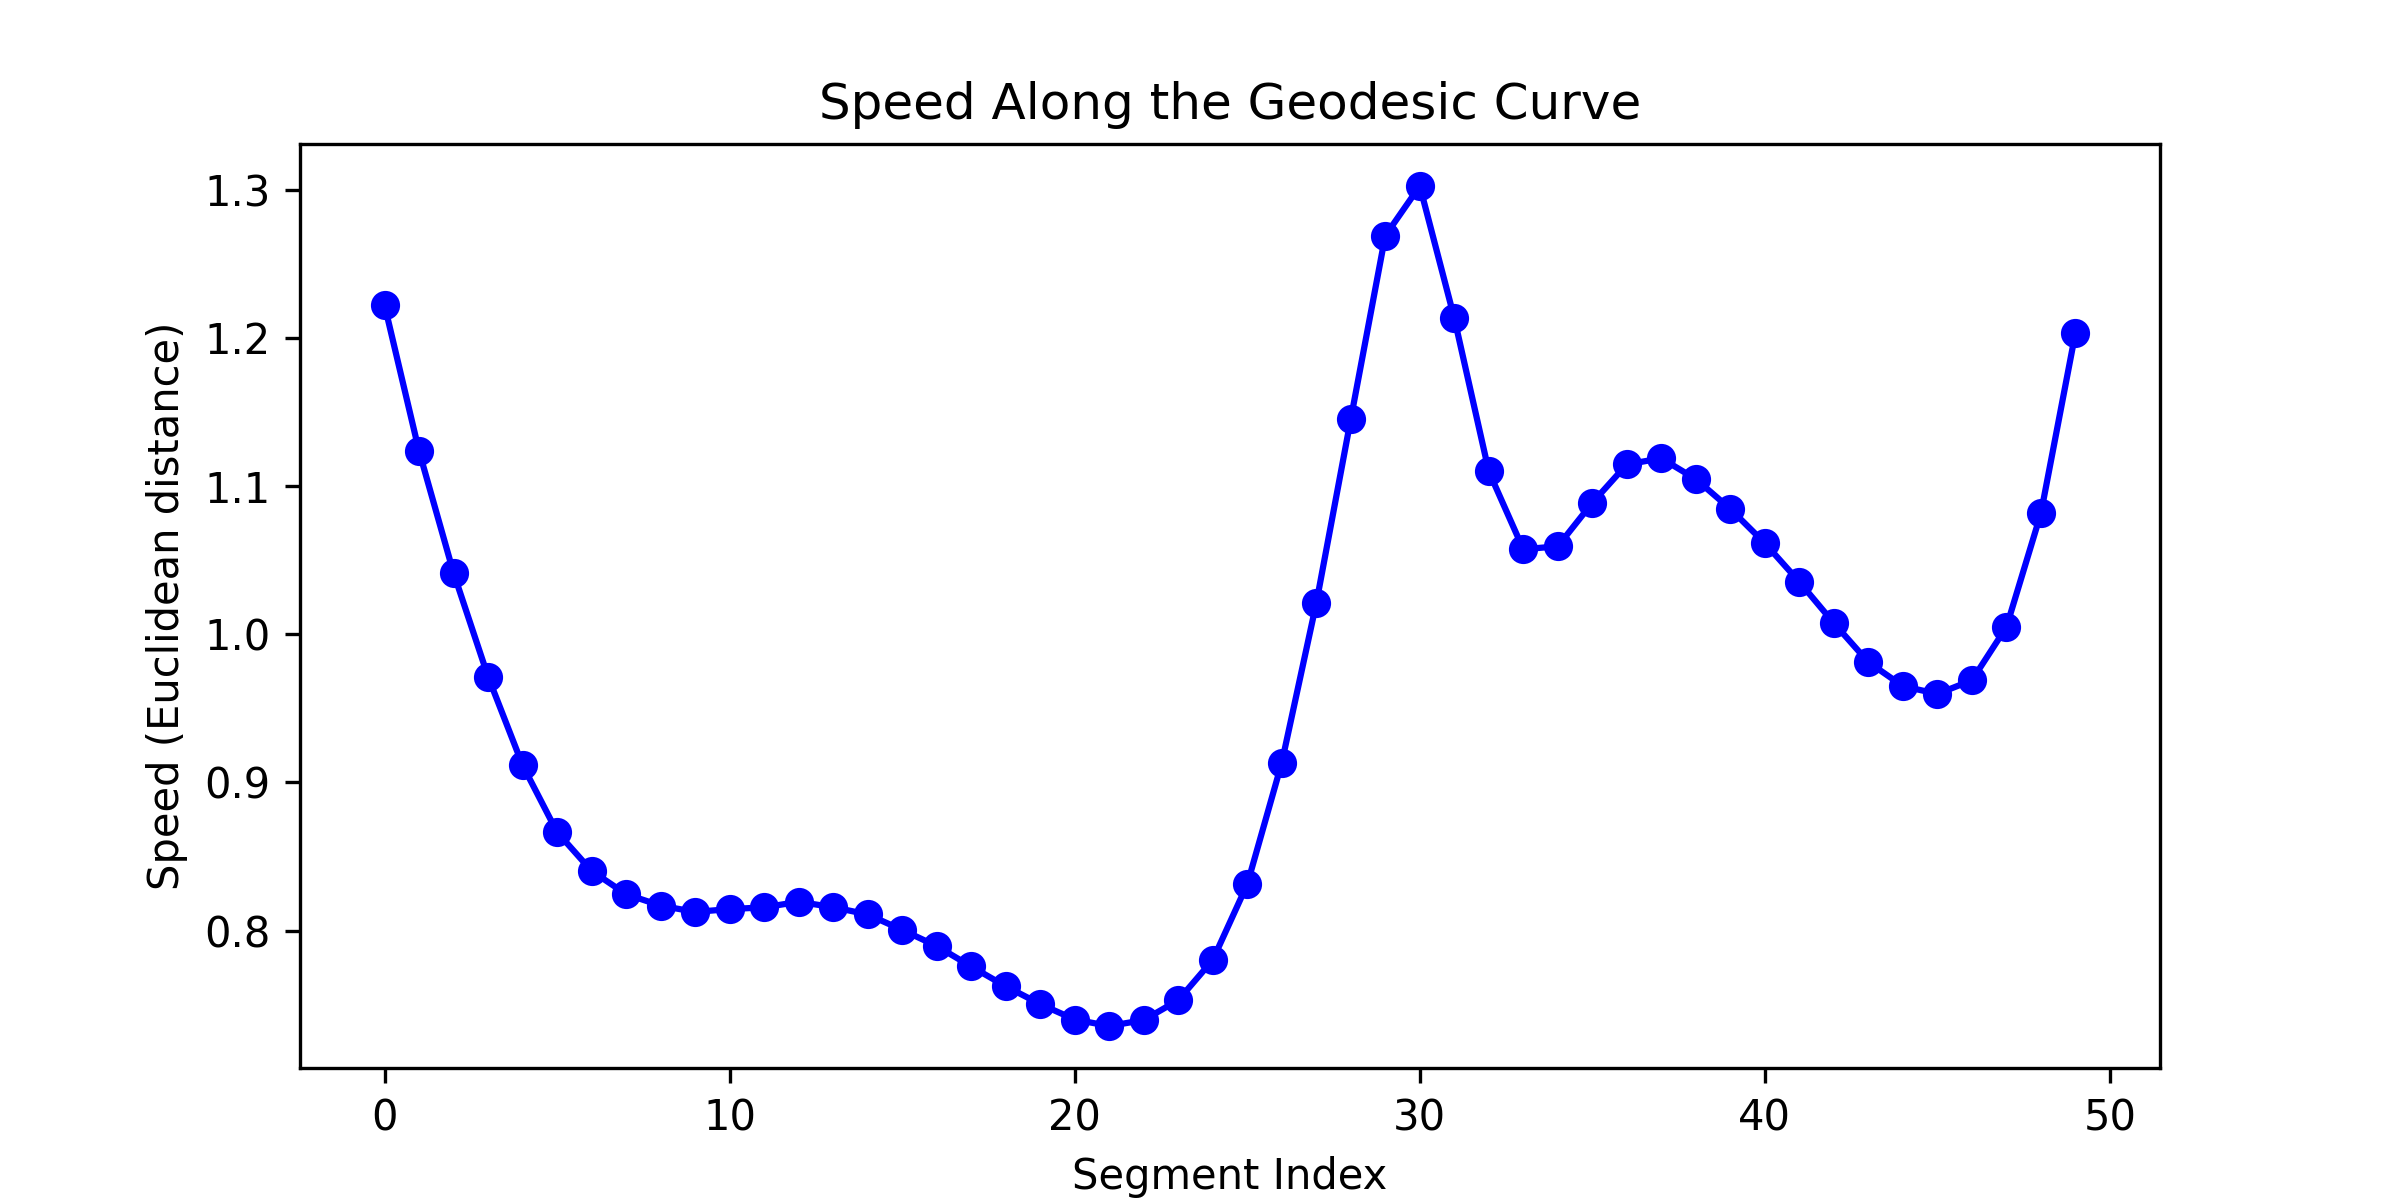 Speed Along the Geodesic Curve
Speed (Euclidean distance)
1.3
1.2
1.1
1.0
0.9
0.8
0 10 20 30 40 50
Segment Index